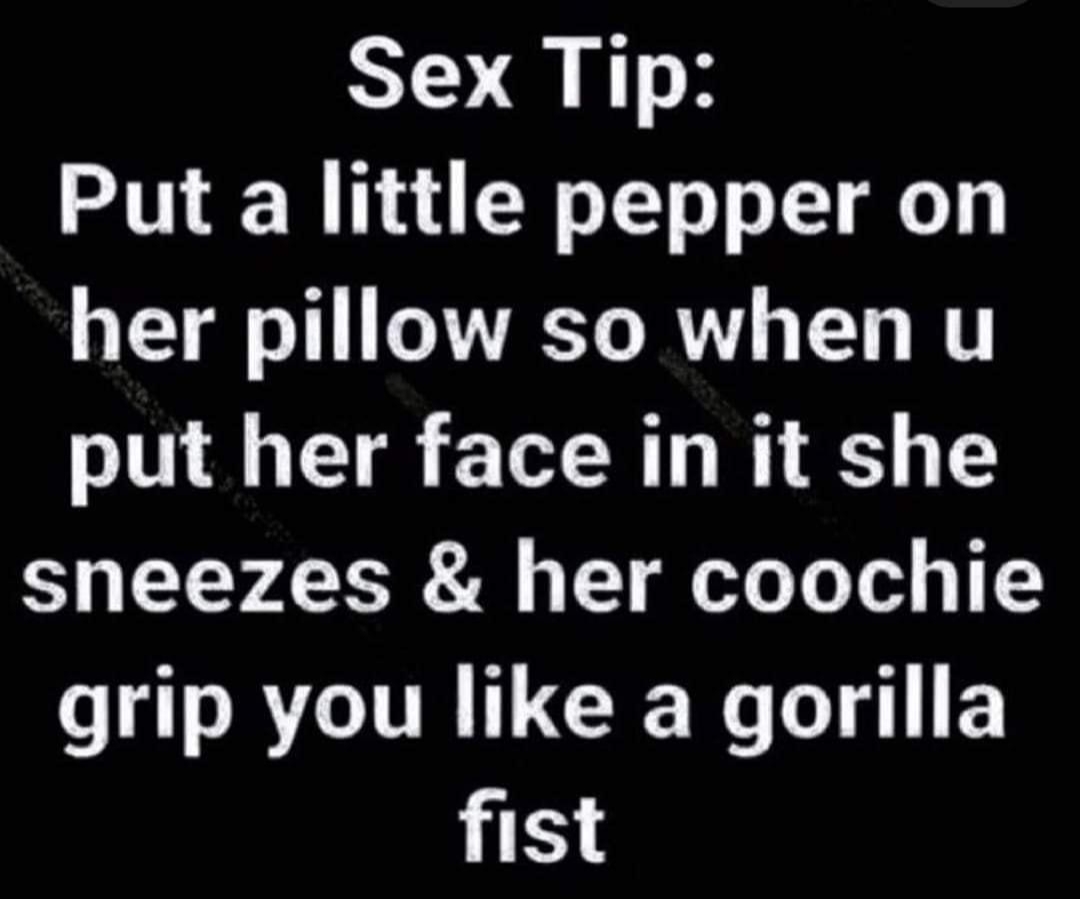 Sex Tip:
Put a little pepper on
her pillow so when u
put her face in it she
sneezes & her coochie
grip you like a gorilla
fist